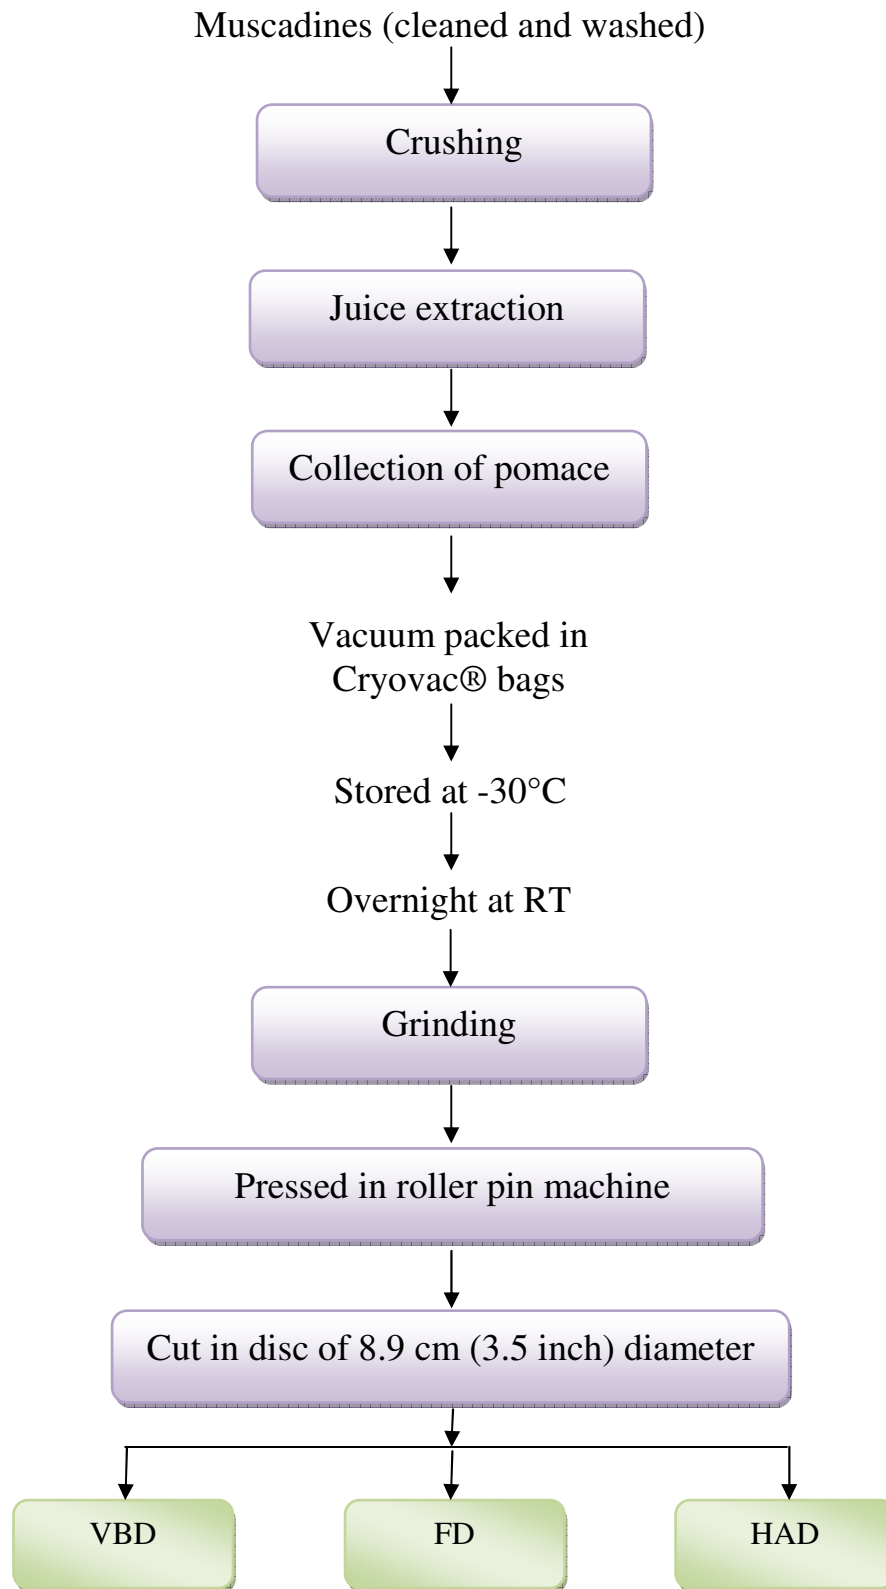 Muscadines (cleaned and washed)
Crushing
Juice extraction
Collection of pomace
Vacuum packed in
Cryovac® bags
Stored at -30°C
Overnight at RT
Grinding
Pressed in roller pin machine
Cut in disc of 8.9 cm (3.5 inch) diameter
VBD
FD
HAD